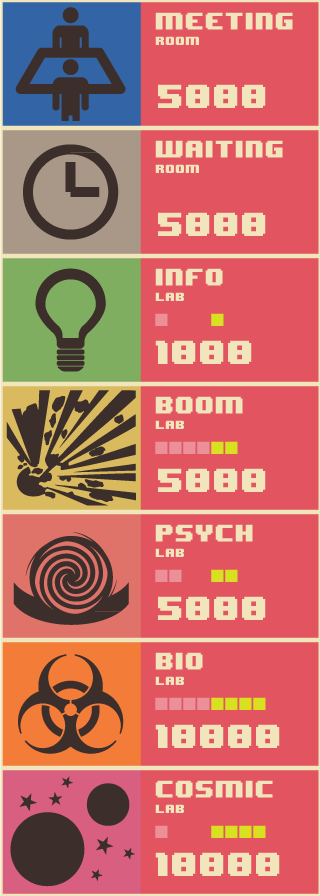 MEETING
ROOM
5000
WAITING
ROOM
5000
INFO
LAB
1000
BOOM
LAB
5000
PSYCH
LAB
5000
BIO
LAB
10000
COSMIC
LAB
10000